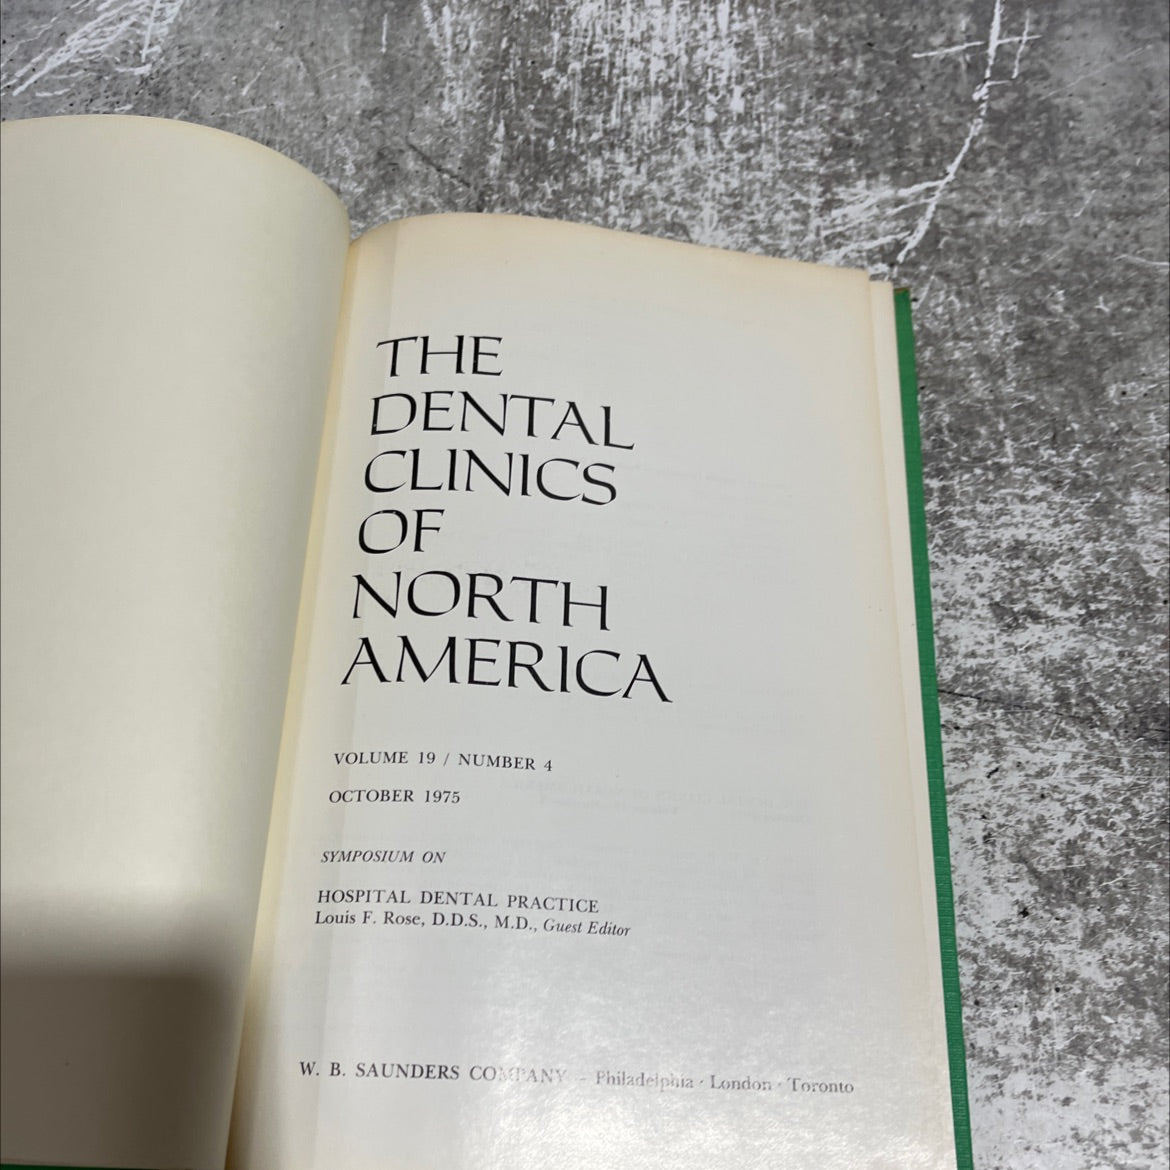 THE
DENTAL
CLINICS
OF
NORTH
AMERICA
VOLUME 19 / NUMBER 4
OCTOBER 1975
SYMPOSIUM ON
HOSPITAL DENTAL PRACTICE
Louis F. Rose, D.D.S., M.D., Guest Editor
W. B. SAUNDERS COMPANY – Philadelphia · London · Toronto